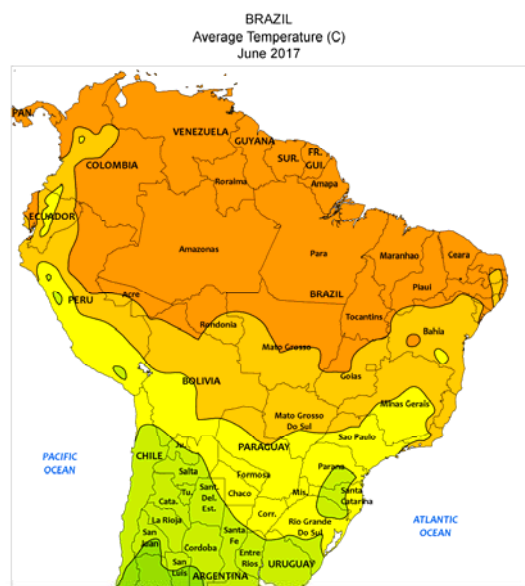 BRAZIL
Average Temperature (C)
June 2017
PAN.
VENEZUELA
GUYANA
COLOMBIA
SUR.
FR.
GUI.
Roraima
Amapa
ECUADOR
Amazonas
Para
Maranhao
Ceara
PERU
Acre
BRAZIL
Piaui
Rondonia
Tocantins
Mato Grosso
Bahia
BOLIVIA
Goias
Mato Grosso
Do Sul
Minas Gerais
PACIFIC
OCEAN
CHILE
Ju.
PARAGUAY
Sao Paulo
Salta
Formosa
Parana
Tu.
Sant.
Del.
Est.
Chaco
Mis.
Santa
Catarina
Cata.
La Rioja
Corr.
Rio Grande
Do Sul
ATLANTIC
OCEAN
San
Juan
Santa
Fe
Cordoba
Entre
Rios
URUGUAY
San
Luis
ARGENTINA